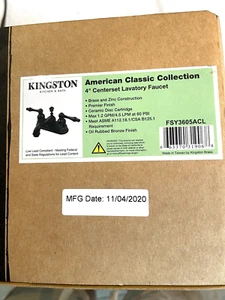 KINGSTON
American Classic Collection
4" Centerset Lavatory Faucet
- Brass and Zinc Construction
- Premier Finish
- Ceramic Disc Cartridge
- Max 1.2 GPM/4.5 LPM at 60 PSI
- Meet ASME A112.18.1/CSA B125.1
Requirement
- Oil Rubbed Bronze Finish
Low Lead Compliant - Meeting Federal
and State Regulations for Lead Content
FSY3605ACL
Made in Taiwan by Kingston Brass
MFG Date: 11/04/2020